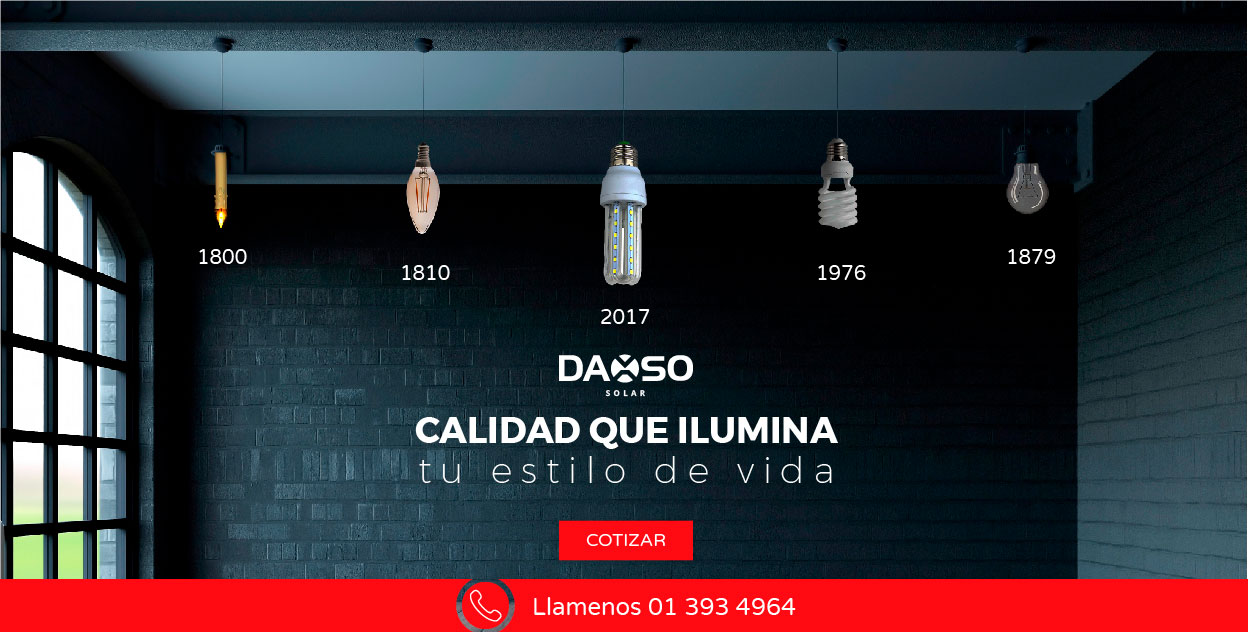 1800
1810
2017
1976
1879
DAXSO
SOLAR
CALIDAD QUE ILUMINA
tu estilo de vida
COTIZAR
Llamenos 01 393 4964